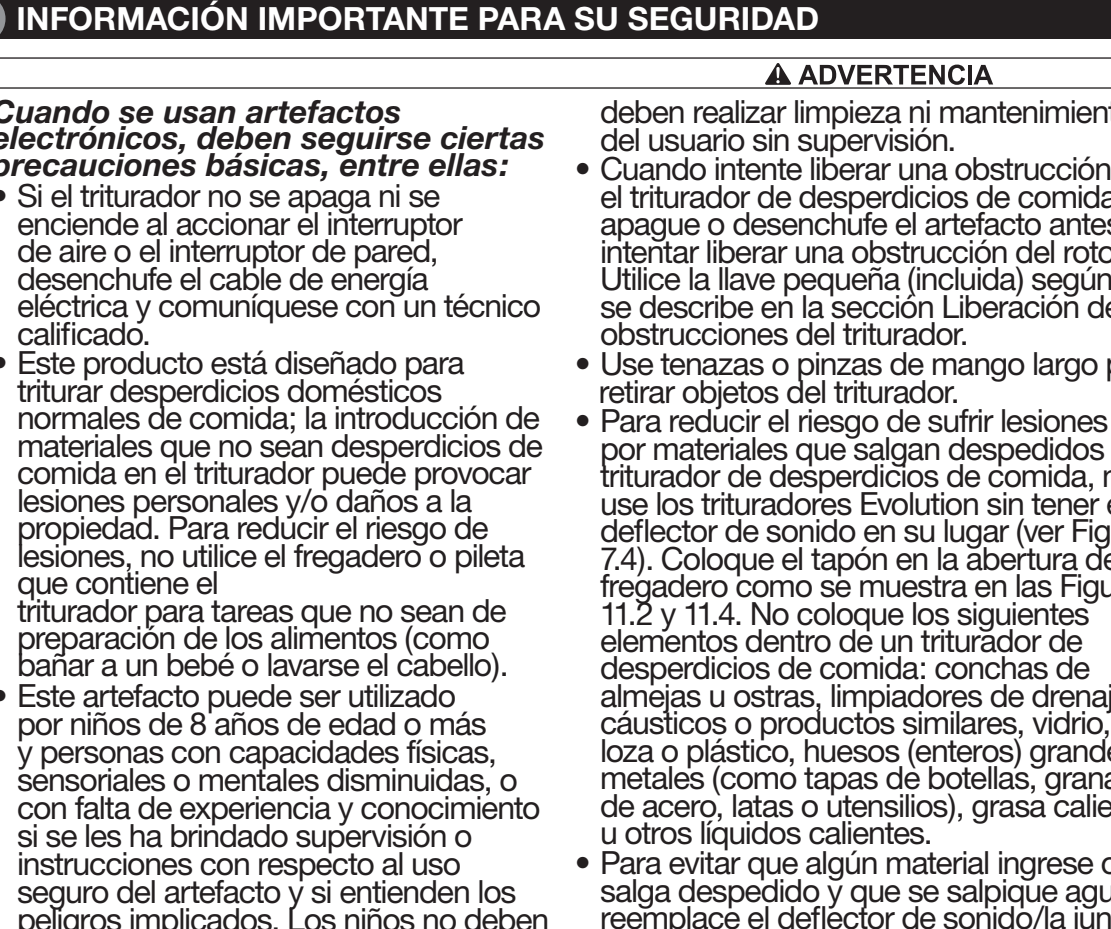 INFORMACIÓN IMPORTANTE PARA SU SEGURIDAD
ADVERTENCIA
Cuando se usan artefactos
electrónicos, deben seguirse ciertas
precauciones básicas, entre ellas:
• Si el triturador no se apaga ni se
enciende al accionar el interruptor
de aire o el interruptor de pared,
desenchufe el cable de energía
eléctrica y comuníquese con un técnico
calificado.
• Este producto está diseñado para
triturar desperdicios domésticos
normales de comida; la introducción de
materiales que no sean desperdicios de
comida en el triturador puede provocar
lesiones personales y/o daños a la
propiedad. Para reducir el riesgo de
lesiones, no utilice el fregadero o pileta
que contiene el
triturador para tareas que no sean de
preparación de los alimentos (como
bañar a un bebé o lavarse el cabello).
• Este artefacto puede ser utilizado
por niños de 8 años de edad o más
y personas con capacidades físicas,
sensoriales o mentales disminuidas, o
con falta de experiencia y conocimiento
si se les ha brindado supervisión o
instrucciones con respecto al uso
seguro del artefacto y si entienden los
peligros implicados. Los niños no deben
deben realizar limpieza ni mantenimient
del usuario sin supervisión.
• Cuando intente liberar una obstrucción
el triturador de desperdicios de comida
apague o desenchufe el artefacto antes
intentar liberar una obstrucción del roto
Utilice la llave pequeña (incluida) según
se describe en la sección Liberación de
obstrucciones del triturador.
• Use tenazas o pinzas de mango largo
retirar objetos del triturador.
• Para reducir el riesgo de sufrir lesiones
por materiales que salgan despedidos
triturador de desperdicios de comida,
use los trituradores Evolution sin tener
deflector de sonido en su lugar (ver Fig
7.4). Coloque el tapón en la abertura de
fregadero como se muestra en las Figu
11.2 y 11.4. No coloque los siguientes
elementos dentro de un triturador de
desperdicios de comida: conchas de
almejas u ostras, limpiadores de drenaj
cáusticos o productos similares, vidrio,
loza o plástico, huesos (enteros) grande
metales (como tapas de botellas, grana
de acero, latas o utensilios), grasa calie
u otros líquidos calientes.
• Para evitar que algún material ingrese o
salga despedido y que se salpique agu
reemplace el deflector de sonido/la jun